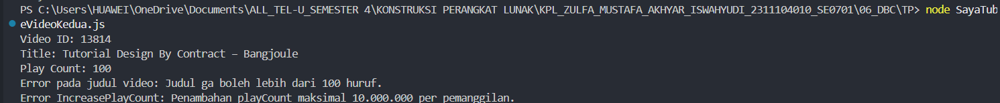 PS C:\Users\HUAWEI\OneDrive\Documents\ALL_TEL-U_SEMESTER 4\KONSTRUKSI PERANGKAT LUNAK\KPL_ZULFA_MUSTAFA_AKHYAR_ISWAHYUDI_2311104010_SE0701\06_DBC\TP> node SayaTub
eVideoKedua.js
Video ID: 13814
Title: Tutorial Design By Contract – Bangjoule
Play Count: 100
Error pada judul video: Judul ga boleh lebih dari 100 huruf.
Error IncreasePlayCount: Penambahan playCount maksimal 10.000.000 per pemanggilan.